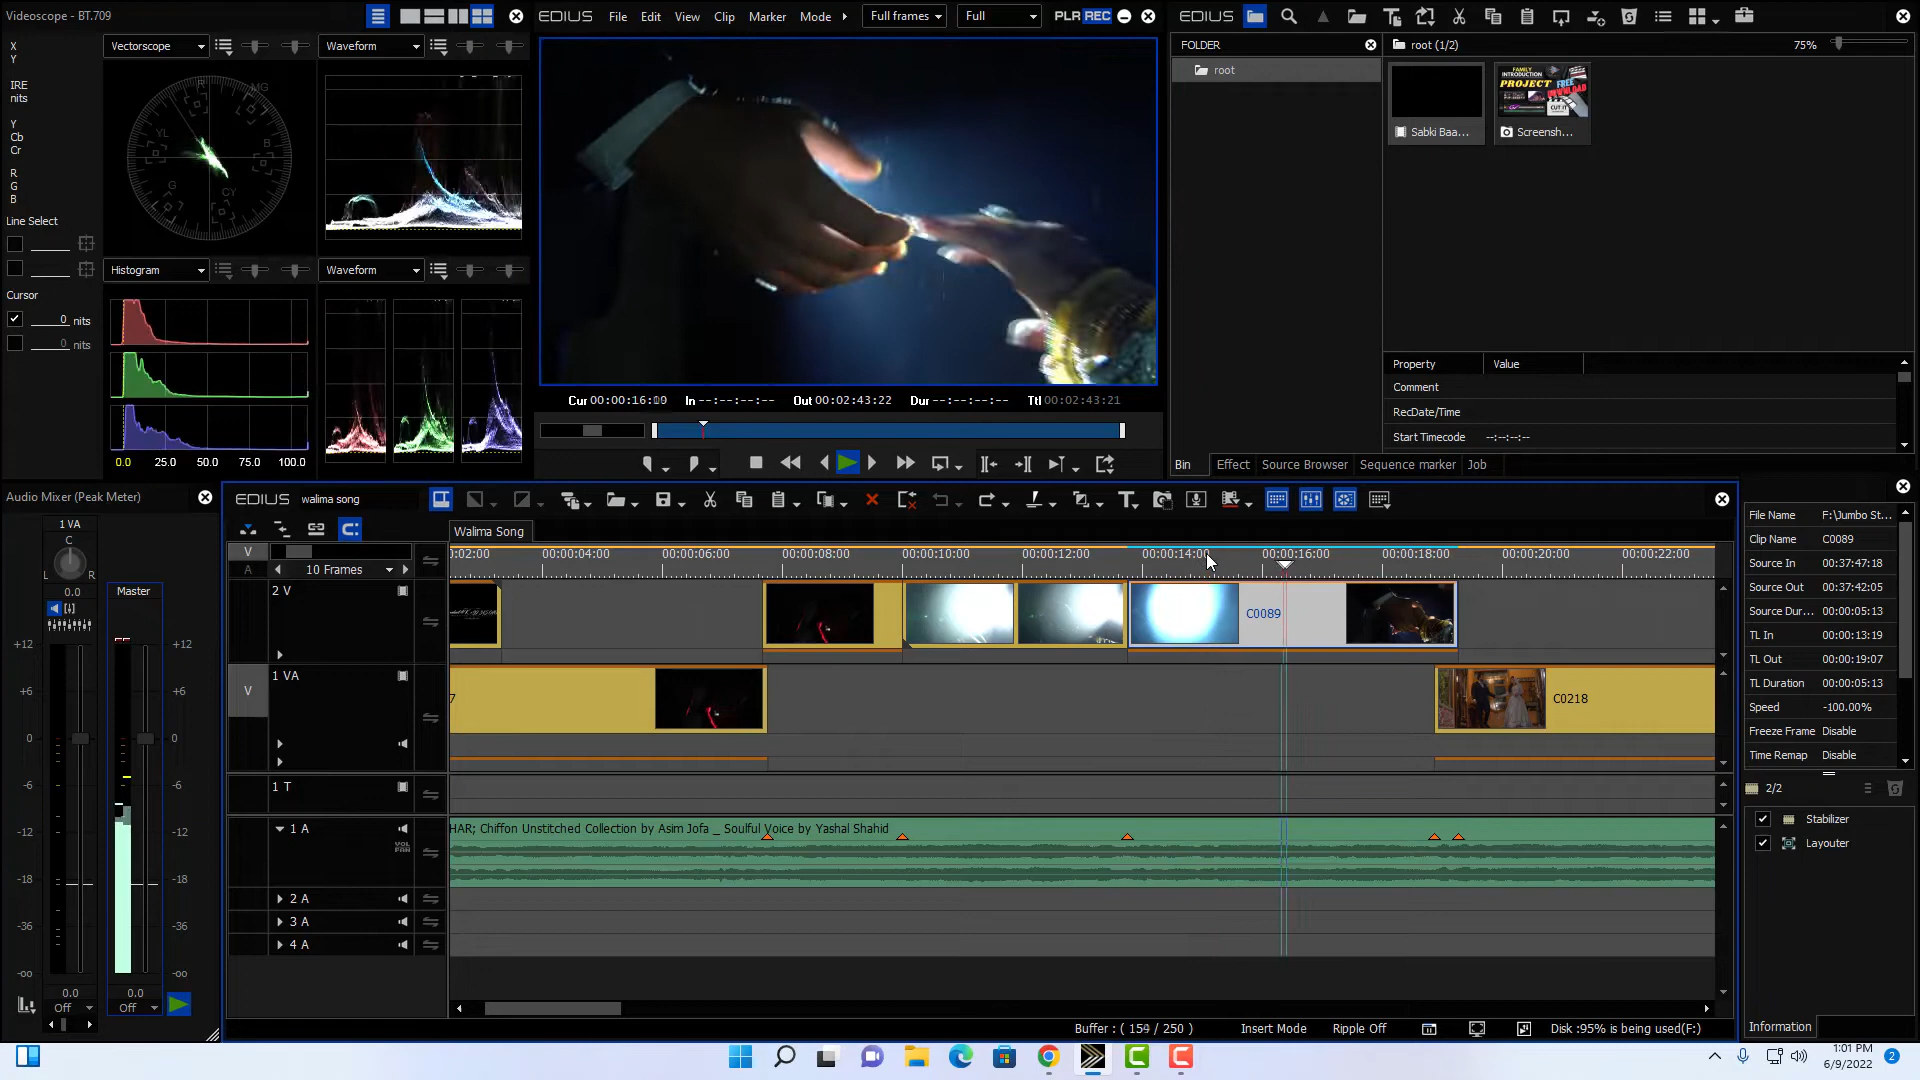 Videoscope - BT.709
EDIUS File Edit View Clip Marker Mode Full frames Full PLR REC
EDIUS
X
Y
IRE
nits
Y
Cb
Cr
R
G
B
Line Select
Cursor
0 nits
0 nits
Vectorscope
Waveform
R MG YL B G CY
Histogram
Waveform
0.0 25.0 50.0 75.0 100.0
Cur 00:00:16:09 In --:--:--:-- Out 00:02:43:22 Dur --:--:--:-- Ttl 00:02:43:21
FOLDER
root
root (1/2)
75%
FAMILY
INTRODUCTION
PROJECT FREE
DOWNLOAD
CUT IT
Sabki Baa...
Screensh...
Property Value
Comment
RecDate/Time
Start Timecode --:--:--:--
Bin Effect Source Browser Sequence marker Job
Audio Mixer (Peak Meter)
1 VA
C
L R
0.0
Master
+12 +12
+6 +6
0 0
-6 -6
-12 -12
-18 -18
-36 -36
-oo -oo
0.0 0.0
Off Off
EDIUS walima song
Walima Song
V
A
10 Frames
0:02:00 00:00:04:00 00:00:06:00 00:00:08:00 00:00:10:00 00:00:12:00 00:00:14:00 00:00:16:00 00:00:18:00 00:00:20:00 00:00:22:00
2 V
C0089
V
1 VA
7
C0218
1 T
1 A
VOL
PAN
HAR; Chiffon Unstitched Collection by Asim Jofa _ Soulful Voice by Yashal Shahid
2 A
3 A
4 A
Buffer : ( 159 / 250 ) Insert Mode Ripple Off Disk :95% is being used(F:)
File Name F:\Jumbo St...
Clip Name C0089
Source In 00:37:47:18
Source Out 00:37:42:05
Source Dur... 00:00:05:13
TL In 00:00:13:19
TL Out 00:00:19:07
TL Duration 00:00:05:13
Speed -100.00%
Freeze Frame Disable
Time Remap Disable
2/2
Stabilizer
Layouter
Information
1:01 PM
6/9/2022
2